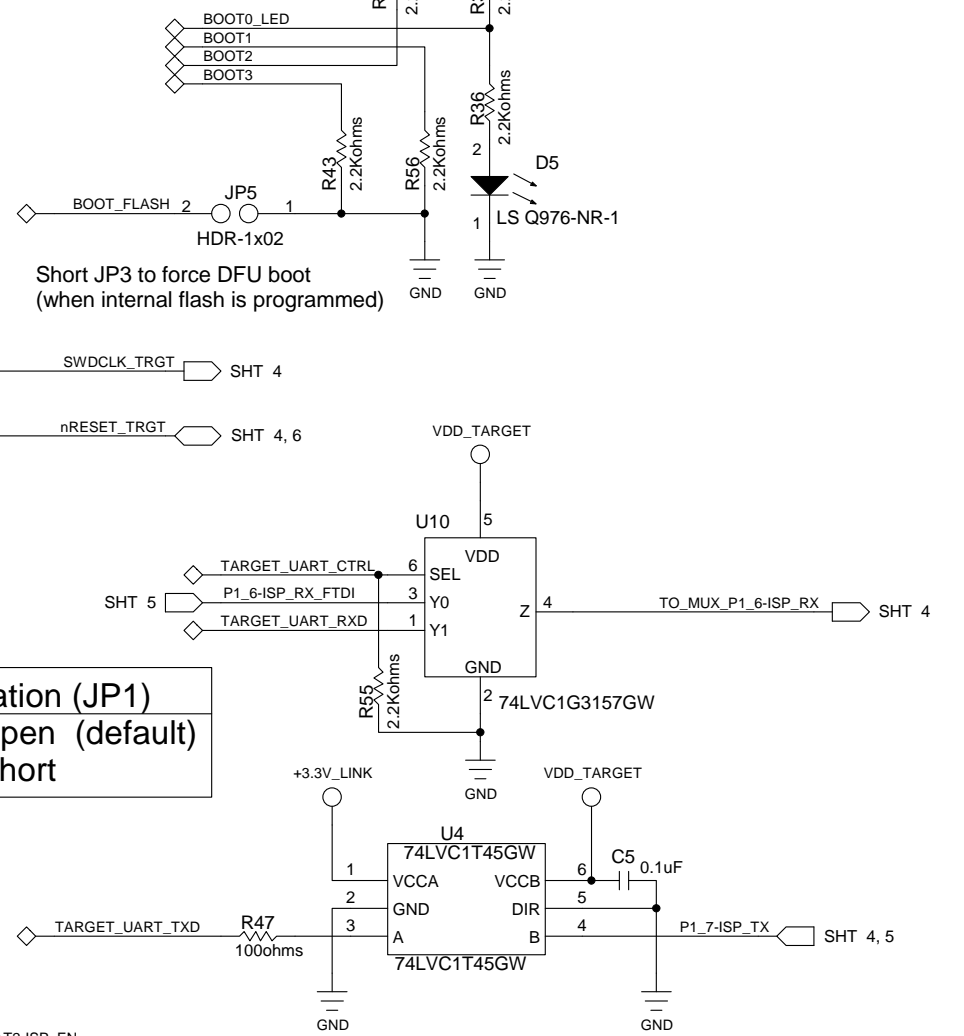 BOOT0_LED
BOOT1
BOOT2
BOOT3
R36
2.2Kohms
R43
2.2Kohms
R56
2.2Kohms
2
D5
LS Q976-NR-1
1
BOOT_FLASH 2
JP5
1
HDR-1x02
GND
GND
Short JP3 to force DFU boot
(when internal flash is programmed)
SWDCLK_TRGT
SHT 4
nRESET_TRGT
SHT 4, 6
VDD_TARGET
U10
5
VDD
TARGET_UART_CTRL
6
SEL
SHT 5
P1_6-ISP_RX_FTDI
3
Y0
TARGET_UART_RXD
1
Y1
Z
4
TO_MUX_P1_6-ISP_RX
SHT 4
GND
2
74LVC1G3157GW
R55
2.2Kohms
GND
ation (JP1)
pen (default)
hort
+3.3V_LINK
VDD_TARGET
U4
74LVC1T45GW
1
VCCA
VCCB
6
C5
0.1uF
2
GND
DIR
5
TARGET_UART_TXD
R47
100ohms
3
A
B
4
P1_7-ISP_TX
SHT 4, 5
74LVC1T45GW
GND
GND